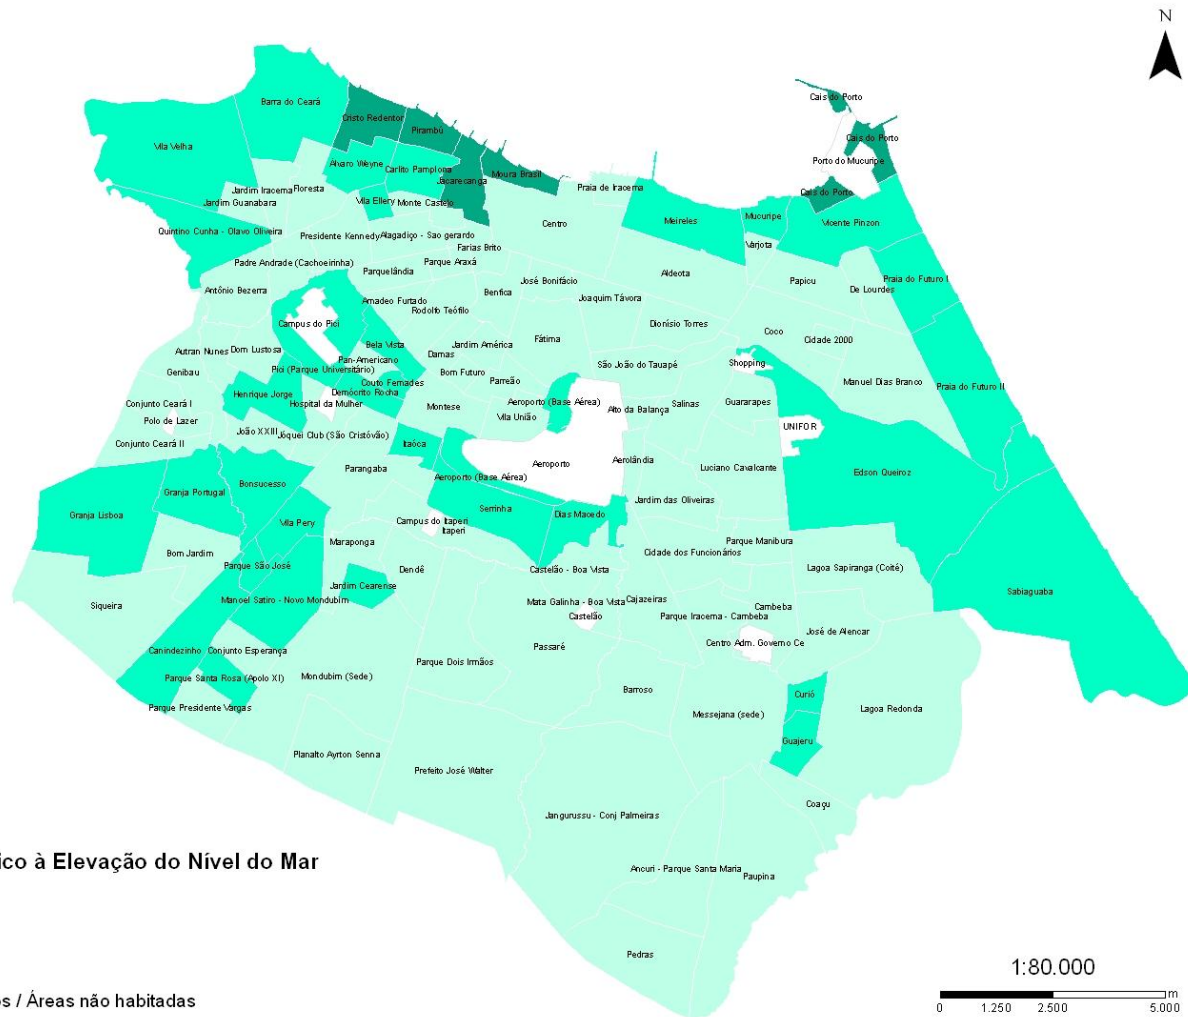 N
Cais do Porto
Barra do Ceará
Cristo Redentor
Pirambú
Cais do Porto
Vila Velha
Alvaro Weyne
Carlito Pamplona
Porto do Mucuripe
Jacarecanga
Moura Brasil
Jardim Iracema
Floresta
Praia de Iracema
Cais do Porto
Jardim Guanabara
Vila Ellery
Monte Castelo
Quintino Cunha - Olavo Oliveira
Presidente Kennedy
Alagadiço - Sao gerardo
Centro
Meireles
Mucuripe
Vicente Pinzon
Farias Brito
Varjota
Padre Andrade (Cachoeirinha)
Parquelândia
Parque Araxá
Aldeota
Antônio Bezerra
Amadeo Furtado
Benfica
José Bonifácio
Papicu
De Lourdes
Praia do Futuro I
Rodolfo Teófilo
Joaquim Távora
Campus do Pici
Dionísio Torres
Coco
Cidade 2000
Autran Nunes
Dom Lustosa
Bela Vista
Damas
Jardim América
Fátima
Pan-Americano
Genibau
Pici (Parque Universitário)
Bom Futuro
São João do Tauapé
Shopping
Couto Fernades
Parreão
Manuel Dias Branco
Praia do Futuro II
Henrique Jorge
Hospital da Mulher
Demócrito Rocha
Conjunto Ceará I
Montese
Aeroporto (Base Aérea)
Alto da Balança
Salinas
Guararapes
Polo de Lazer
Vila União
UNIFOR
João XXIII
Jóquei Club (São Cristóvão)
Conjunto Ceará II
Itaóca
Parangaba
Aeroporto
Aerolândia
Luciano Cavalcante
Edson Queiroz
Bonsucesso
Aeroporto (Base Aérea)
Granja Portugal
Jardim das Oliveiras
Granja Lisboa
Vila Pery
Serrinha
Dias Macedo
Campus do Itaperi
Itaperi
Maraponga
Parque Manibura
Bom Jardim
Cidade dos Funcionários
Parque São José
Dendê
Castelão - Boa Vista
Lagoa Sapiranga (Coité)
Jardim Cearense
Sabiaguaba
Siqueira
Manoel Satiro - Novo Mondubim
Mata Galinha - Boa Vista
Cajazeiras
Cambeba
Castelão
Parque Iracema - Cambeba
José de Alencar
Centro Adm. Governo Ce
Canindezinho
Conjunto Esperança
Passaré
Parque Dois Irmãos
Parque Santa Rosa (Apolo XI)
Mondubim (Sede)
Barroso
Curió
Parque Presidente Vargas
Messejana (sede)
Lagoa Redonda
Guajeru
Planalto Ayrton Senna
Prefeito José Walter
Coaçu
Jangurussu - Conj Palmeiras
ico à Elevação do Nível do Mar
Ancuri - Parque Santa Maria
Paupina
Pedras
1:80.000
os / Áreas não habitadas
m
0 1.250 2.500 5.000